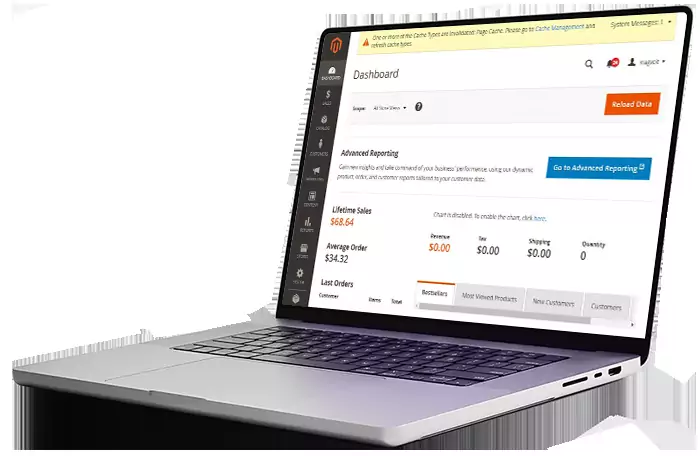 One or more of the Cache Types are invalidated: Page Cache. Please go to Cache Management and
refresh cache types.
System Messages: 1
DASHBOARD
Dashboard
SALES
CATALOG
CUSTOMERS
MARKETING
CONTENT
REPORTS
STORES
SYSTEM
Scope: All Store Views
Reload Data
Advanced Reporting
Gain new insights and take command of your business' performance, using our dynamic
product, order, and customer reports tailored to your customer data.
Go to Advanced Reporting
Lifetime Sales
$68.64
Chart is disabled. To enable the chart, click here.
Revenue
$0.00
Tax
$0.00
Shipping
$0.00
Quantity
0
Average Order
$34.32
Last Orders
Customer Items Total
Bestsellers
Most Viewed Products
New Customers
Customers